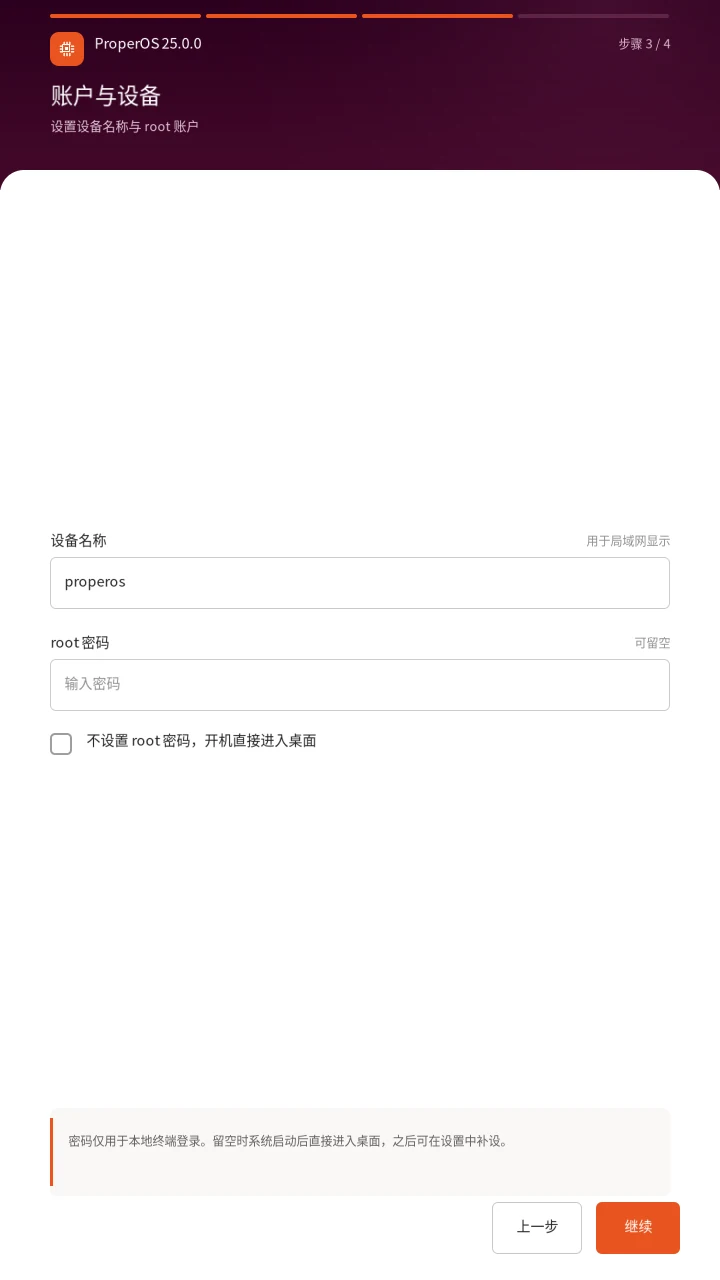 ProperOS 25.0.0
步骤 3 / 4
账户与设备
设置设备名称与 root 账户
设备名称
用于局域网显示
properos
root 密码
可留空
输入密码
不设置 root 密码，开机直接进入桌面
密码仅用于本地终端登录。留空时系统启动后直接进入桌面，之后可在设置中补设。
上一步
继续